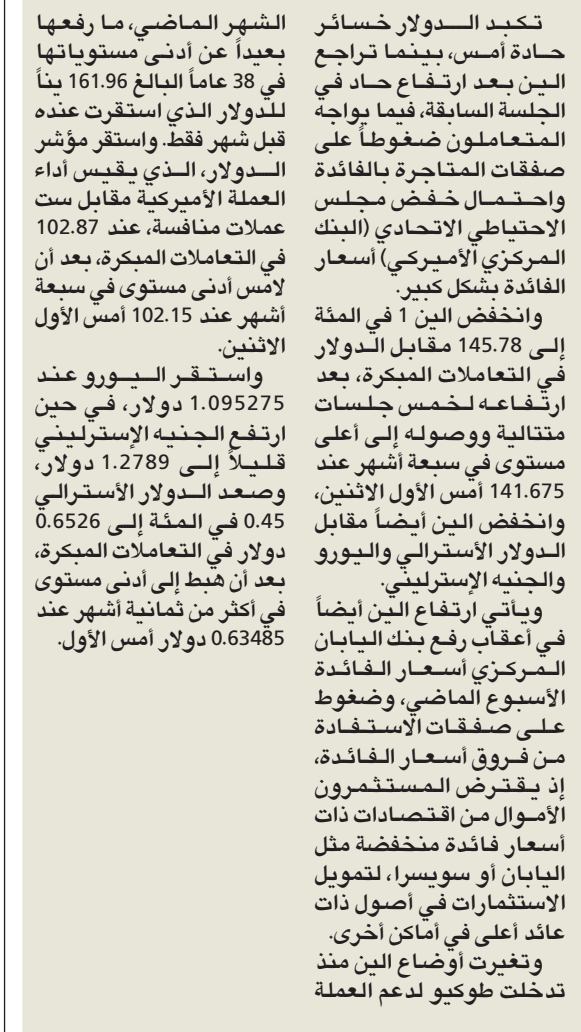 تكبد الدولار خسائر
حادة أمس، بينما تراجع
الين بعد ارتفاع حاد في
الجلسة السابقة، فيما يواجه
المتعاملون ضغوطاً على
صفقات المتاجرة بالفائدة
واحتمال خفض مجلس
الاحتياطي الاتحادي (البنك
المركزي الأميركي) أسعار
الفائدة بشكل كبير.
وانخفض الين 1 في المئة
إلى 145.78 مقابل الدولار
في التعاملات المبكرة، بعد
ارتفاعه لخمس جلسات
متتالية ووصوله إلى أعلى
مستوى في سبعة أشهر عند
141.675 أمس الأول الاثنين،
وانخفض الين أيضاً مقابل
الدولار الأسترالي واليورو
والجنيه الإسترليني.
ويأتي ارتفاع الين أيضاً
في أعقاب رفع بنك اليابان
المركزي أسعار الفائدة
الأسبوع الماضي، وضغوط
على صفقات الاستفادة
من فروق أسعار الفائدة،
إذ يقترض المستثمرون
الأموال من اقتصادات ذات
أسعار فائدة منخفضة مثل
اليابان أو سويسرا، لتمويل
الاستثمارات في أصول ذات
عائد أعلى في أماكن أخرى.
وتغيرت أوضاع الين منذ
تدخلت طوكيو لدعم العملة
الشهر الماضي، ما رفعها
بعيداً عن أدنى مستوياتها
في 38 عاماً البالغ 161.96 يناً
للدولار الذي استقرت عنده
قبل شهر فقط. واستقر مؤشر
الدولار، الذي يقيس أداء
العملة الأميركية مقابل ست
عملات منافسة، عند 102.87
في التعاملات المبكرة، بعد أن
لامس أدنى مستوى في سبعة
أشهر عند 102.15 أمس الأول
الاثنين.
واستقر اليورو عند
1.095275 دولار، في حين
ارتفع الجنيه الإسترليني
قليلاً إلى 1.2789 دولار،
وصعد الدولار الأسترالي
0.45 في المئة إلى 0.6526
دولار في التعاملات المبكرة،
بعد أن هبط إلى أدنى مستوى
في أكثر من ثمانية أشهر عند
0.63485 دولار أمس الأول.